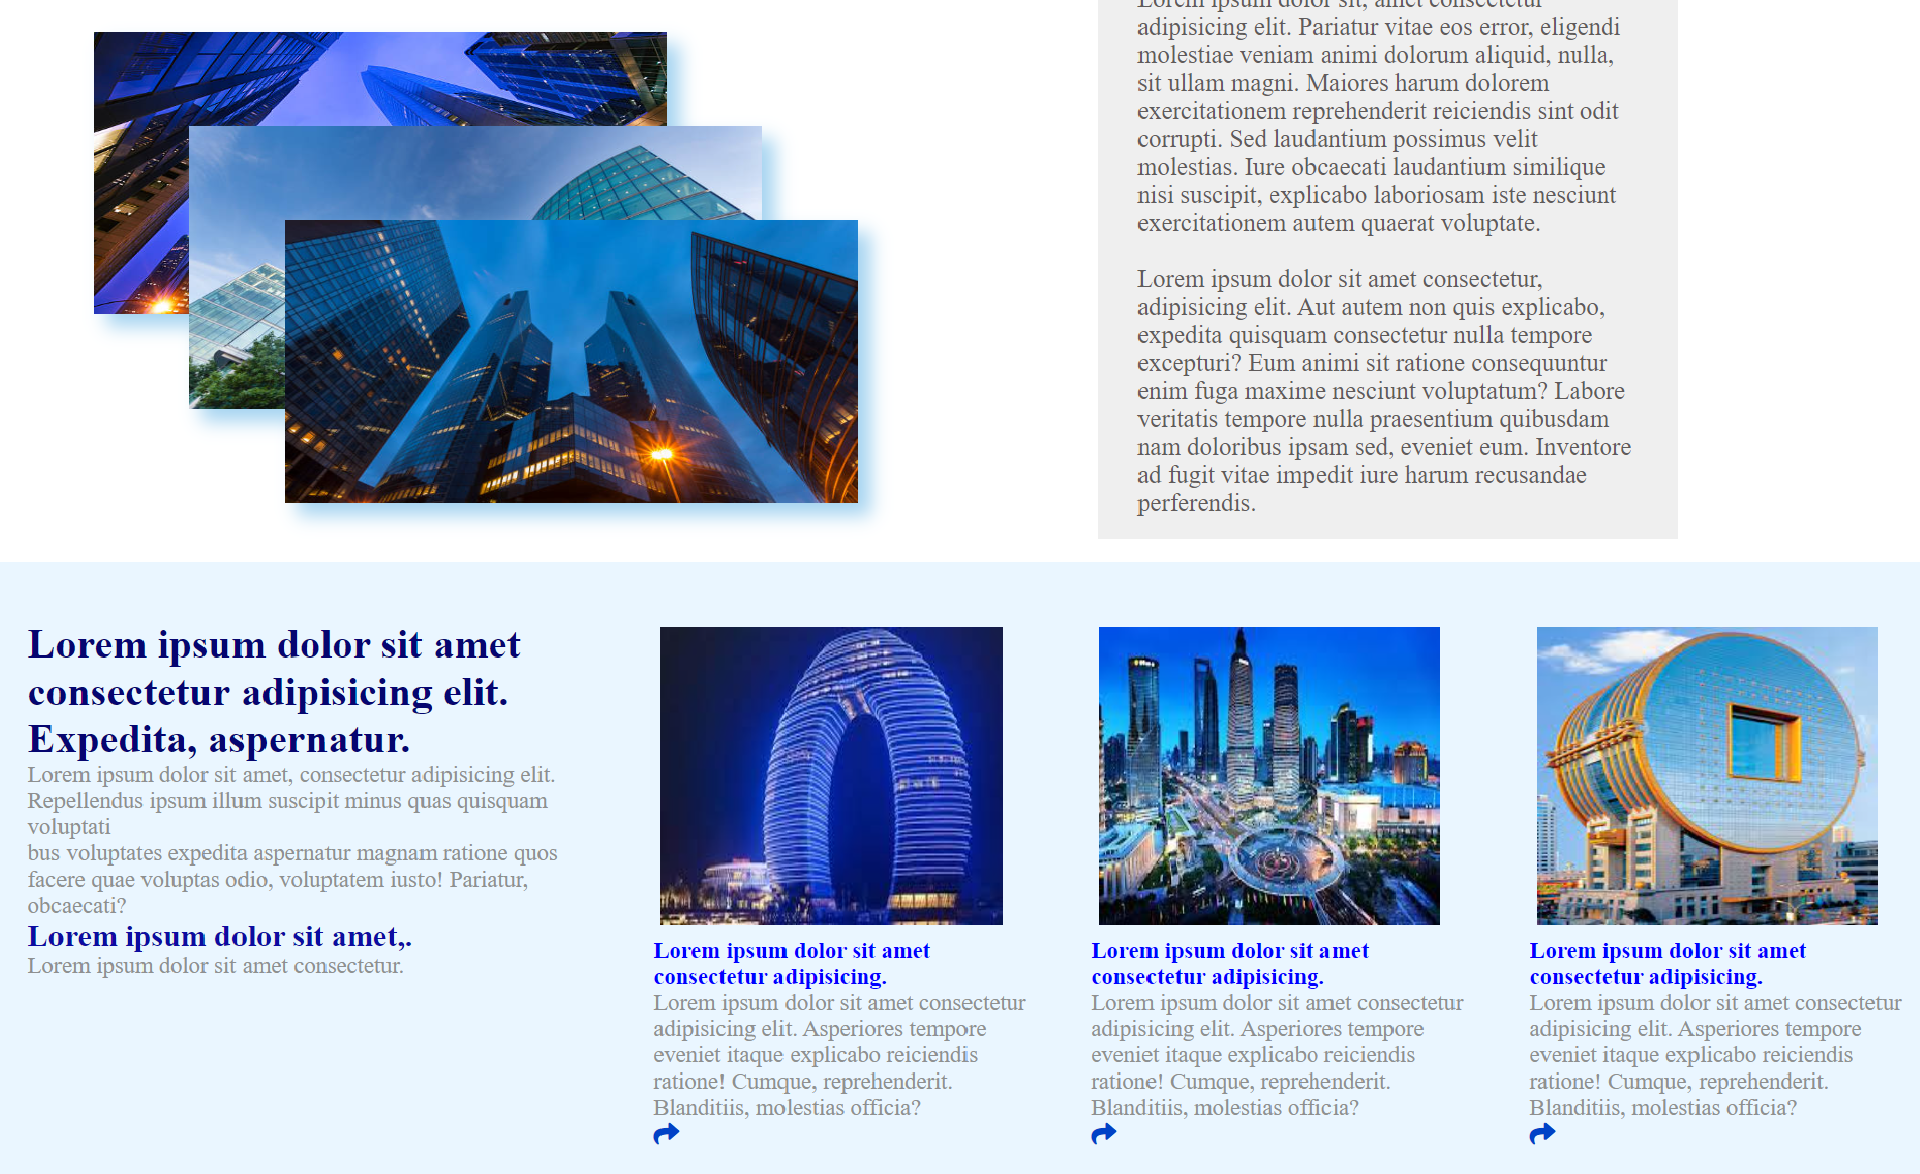 Lorem ipsum dolor sit, amet consectetur
adipisicing elit. Pariatur vitae eos error, eligendi
molestiae veniam animi dolorum aliquid, nulla,
sit ullam magni. Maiores harum dolorem
exercitationem reprehenderit reiciendis sint odit
corrupti. Sed laudantium possimus velit
molestias. Iure obcaecati laudantium similique
nisi suscipit, explicabo laboriosam iste nesciunt
exercitationem autem quaerat voluptate.
Lorem ipsum dolor sit amet consectetur,
adipisicing elit. Aut autem non quis explicabo,
expedita quisquam consectetur nulla tempore
excepturi? Eum animi sit ratione consequuntur
enim fuga maxime nesciunt voluptatum? Labore
veritatis tempore nulla praesentium quibusdam
nam doloribus ipsam sed, eveniet eum. Inventore
ad fugit vitae impedit iure harum recusandae
perferendis.
Lorem ipsum dolor sit amet
consectetur adipisicing elit.
Expedita, aspernatur.
Lorem ipsum dolor sit amet, consectetur adipisicing elit.
Repellendus ipsum illum suscipit minus quas quisquam
voluptati
bus voluptates expedita aspernatur magnam ratione quos
facere quae voluptas odio, voluptatem iusto! Pariatur,
obcaecati?
Lorem ipsum dolor sit amet,.
Lorem ipsum dolor sit amet consectetur.
Lorem ipsum dolor sit amet
consectetur adipisicing.
Lorem ipsum dolor sit amet consectetur
adipisicing elit. Asperiores tempore
eveniet itaque explicabo reiciendis
ratione! Cumque, reprehenderit.
Blanditiis, molestias officia?
Lorem ipsum dolor sit amet
consectetur adipisicing.
Lorem ipsum dolor sit amet consectetur
adipisicing elit. Asperiores tempore
eveniet itaque explicabo reiciendis
ratione! Cumque, reprehenderit.
Blanditiis, molestias officia?
Lorem ipsum dolor sit amet
consectetur adipisicing.
Lorem ipsum dolor sit amet consectetur
adipisicing elit. Asperiores tempore
eveniet itaque explicabo reiciendis
ratione! Cumque, reprehenderit.
Blanditiis, molestias officia?